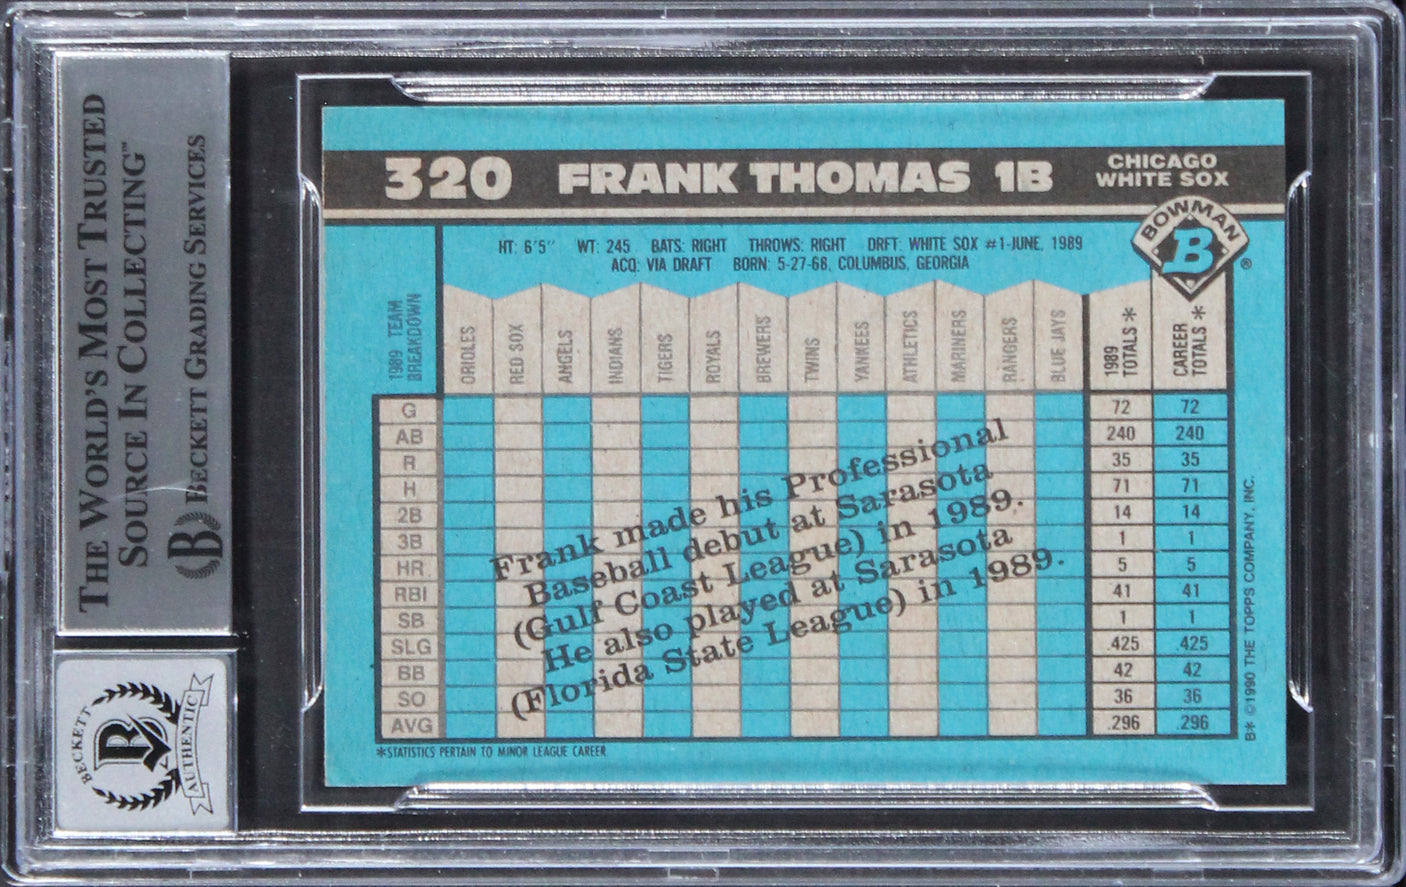 THE WORLD'S MOST TRUSTED
SOURCE IN COLLECTING™
B BECKETT GRADING SERVICES
BECKETT
B
AUTHENTIC
320 FRANK THOMAS 1B
CHICAGO
WHITE SOX
BOWMAN
B
®
HT: 6'5" WT: 245 BATS: RIGHT THROWS: RIGHT DRFT: WHITE SOX #1-JUNE, 1989
ACQ: VIA DRAFT BORN: 5-27-68, COLUMBUS, GEORGIA
1989 TEAM
BREAKDOWN
ORIOLES
RED SOX
ANGELS
INDIANS
TIGERS
ROYALS
BREWERS
TWINS
YANKEES
ATHLETICS
MARINERS
RANGERS
BLUE JAYS
1989
TOTALS *
CAREER
TOTALS *
G 72 72
AB 240 240
R 35 35
H 71 71
2B 14 14
3B 1 1
HR 5 5
RBI 41 41
SB 1 1
SLG .425 .425
BB 42 42
SO 36 36
AVG .296 .296
Frank made his Professional
Baseball debut at Sarasota
(Gulf Coast League) in 1989.
He also played at Sarasota
(Florida State League) in 1989.
*STATISTICS PERTAIN TO MINOR LEAGUE CAREER
B* ©1990 THE TOPPS COMPANY, INC.